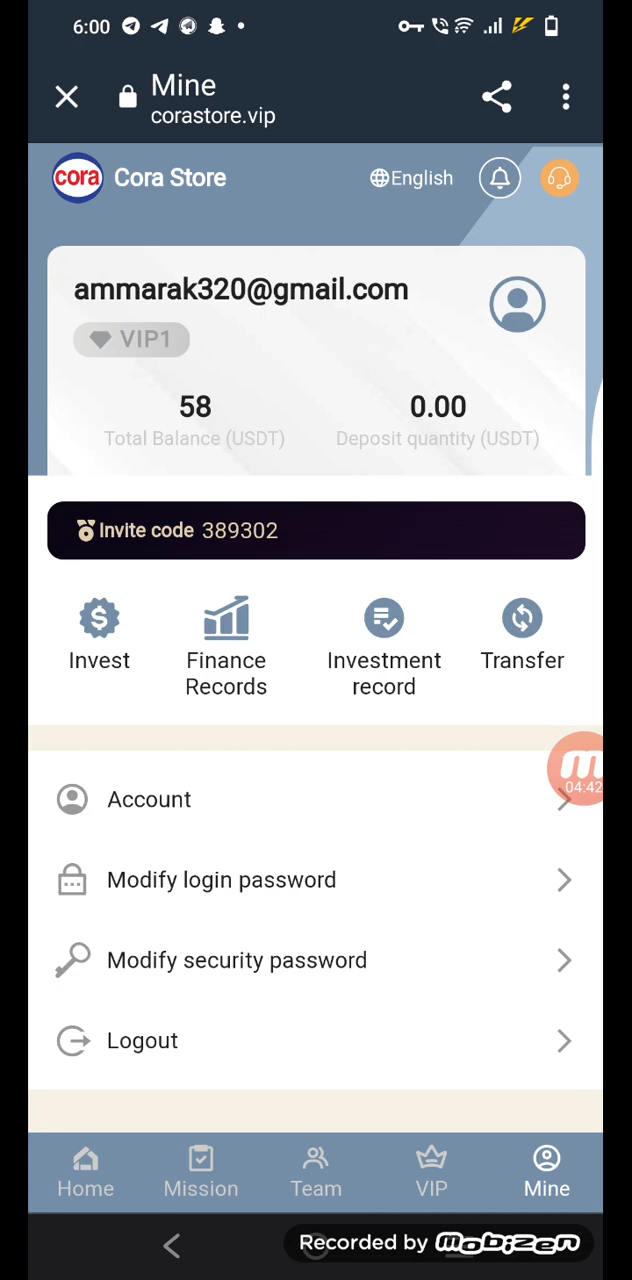 6:00
Mine
corastore.vip
cora Cora Store English
ammarak320@gmail.com
VIP1
58 0.00
Total Balance (USDT) Deposit quantity (USDT)
Invite code 389302
Invest Finance Investment Transfer
Records record
04:42
Account
Modify login password
Modify security password
Logout
Home Mission Team VIP Mine
Recorded by mobizen